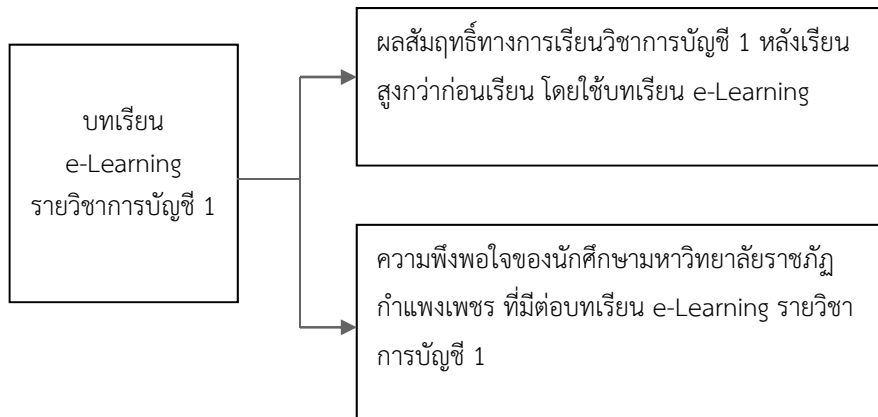 บทเรียน
e-Learning
รายวิชาการบัญชี 1
ผลสัมฤทธิ์ทางการเรียนวิชาการบัญชี 1 หลังเรียน
สูงกว่าก่อนเรียน โดยใช้บทเรียน e-Learning
ความพึงพอใจของนักศึกษามหาวิทยาลัยราชภัฏ
กำแพงเพชร ที่มีต่อบทเรียน e-Learning รายวิชา
การบัญชี 1